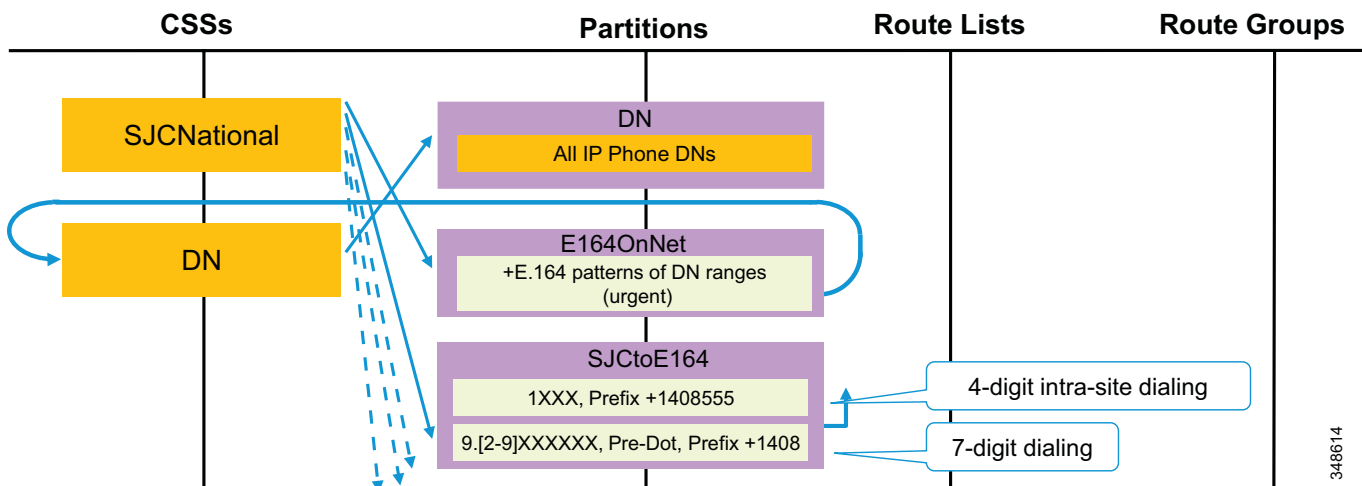 CSSs
Partitions
Route Lists
Route Groups
SJCNational
DN
All IP Phone DNs
DN
E164OnNet
+E.164 patterns of DN ranges
(urgent)
SJCtoE164
1XXX, Prefix +1408555
4-digit intra-site dialing
9.[2-9]XXXXXX, Pre-Dot, Prefix +1408
7-digit dialing
348614